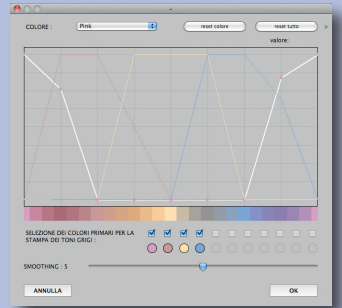 COLORE :
Pink
reset colore
reset tutto
valore:
SELEZIONE DEI COLORI PRIMARI PER LA
STAMPA DEI TONI GRIGI :
SMOOTHING : 5
ANNULLA
OK